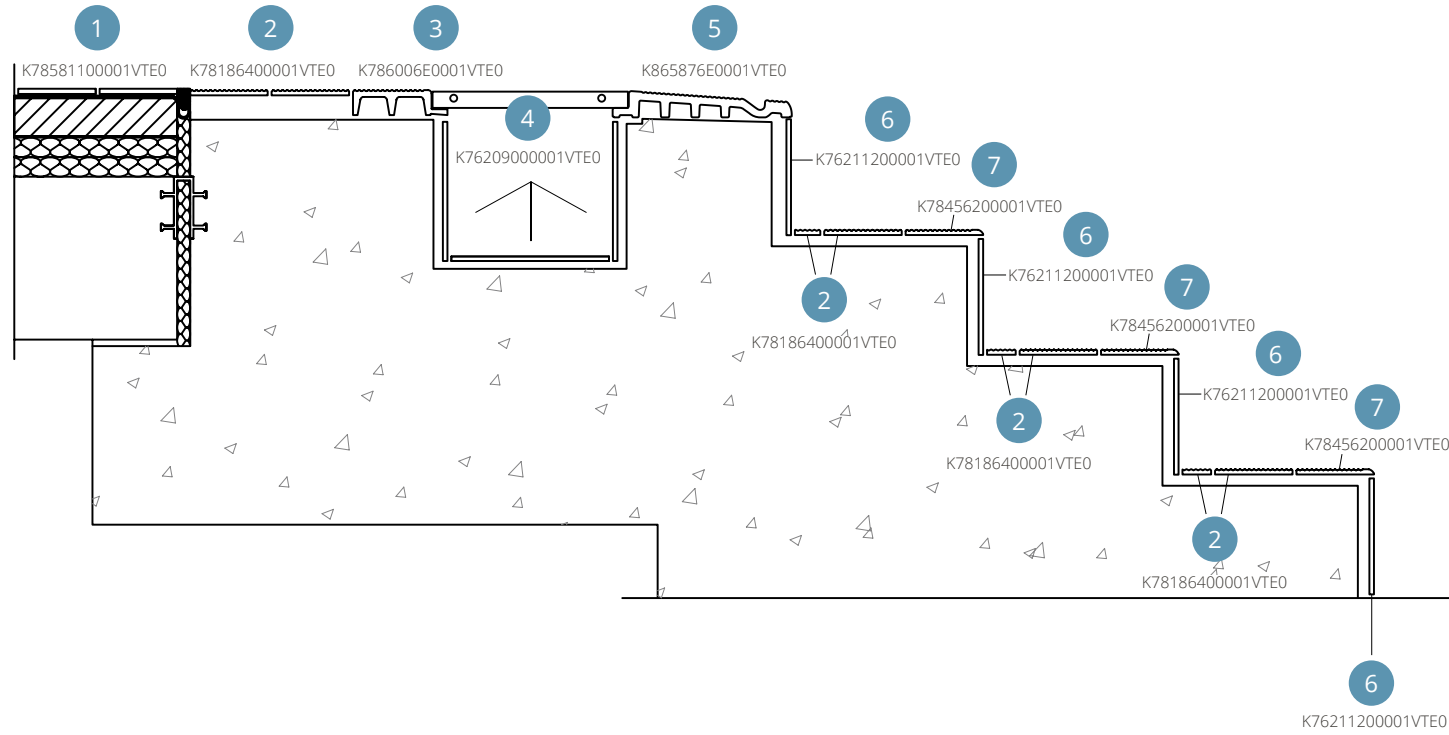 1
K78581100001VTE0
2
K78186400001VTE0
3
K786006E0001VTE0
5
K865876E0001VTE0
4
K76209000001VTE0
6
K76211200001VTE0
7
K78456200001VTE0
6
K76211200001VTE0
2
K78186400001VTE0
7
K78456200001VTE0
6
K76211200001VTE0
2
K78186400001VTE0
7
K78456200001VTE0
2
K78186400001VTE0
6
K76211200001VTE0